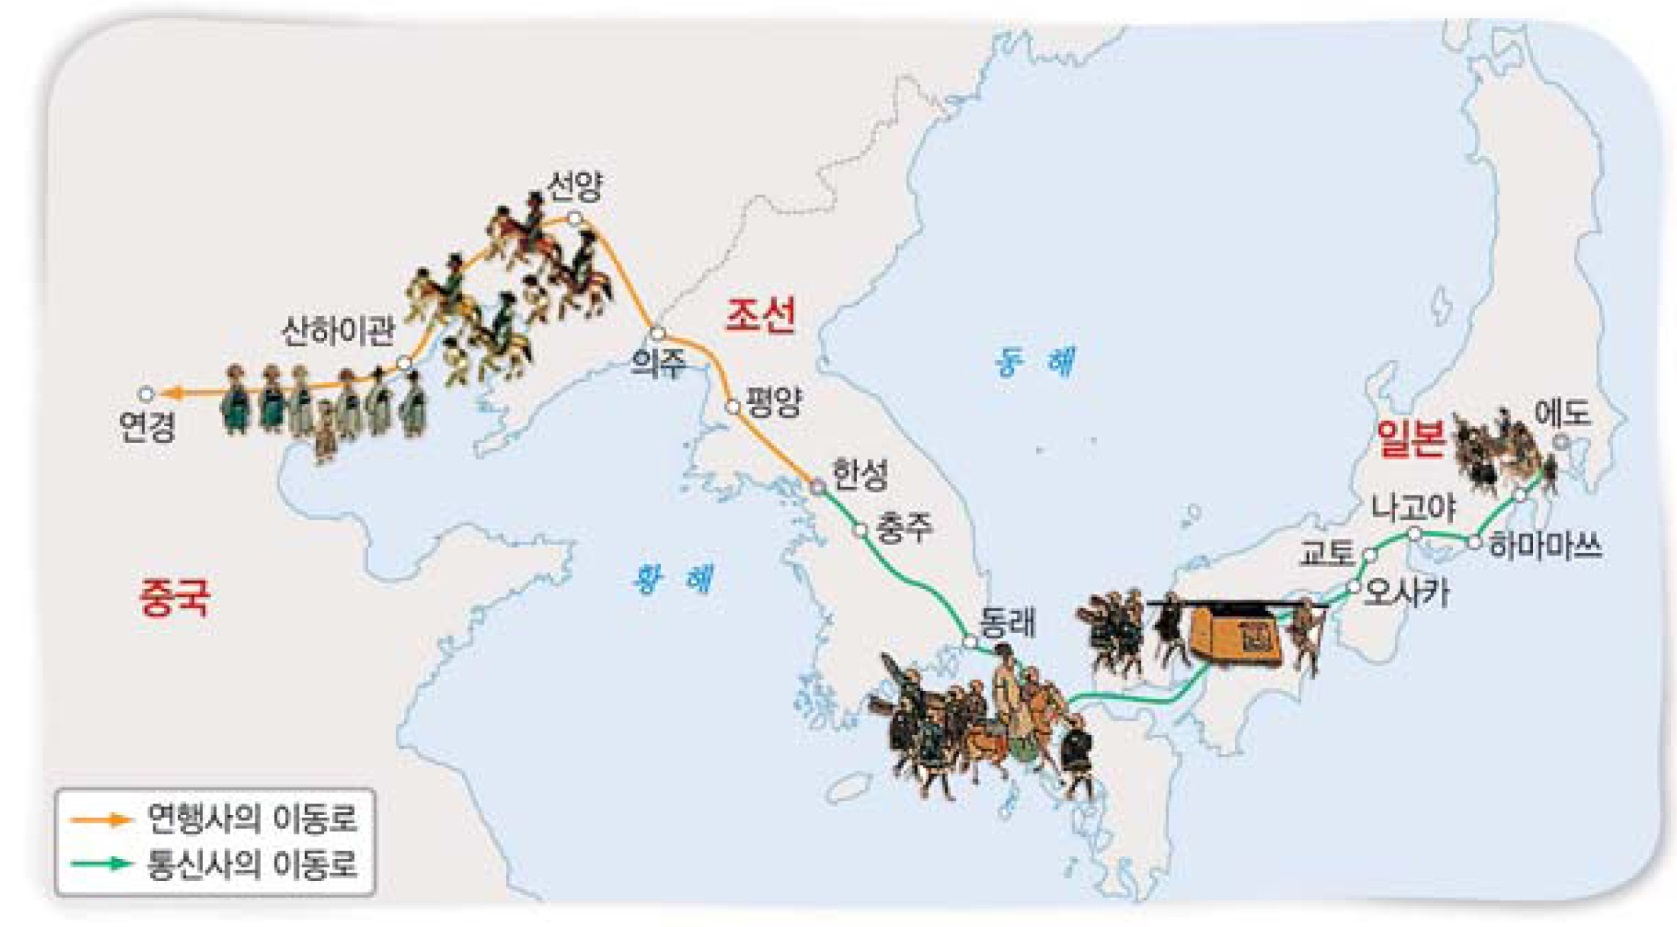 선양
조선
산하이관
의주
연경
평양
동 해
에도
일본
한성
나고야
충주
교토
하마마쓰
황 해
중국
오사카
동래
연행사의 이동로
통신사의 이동로